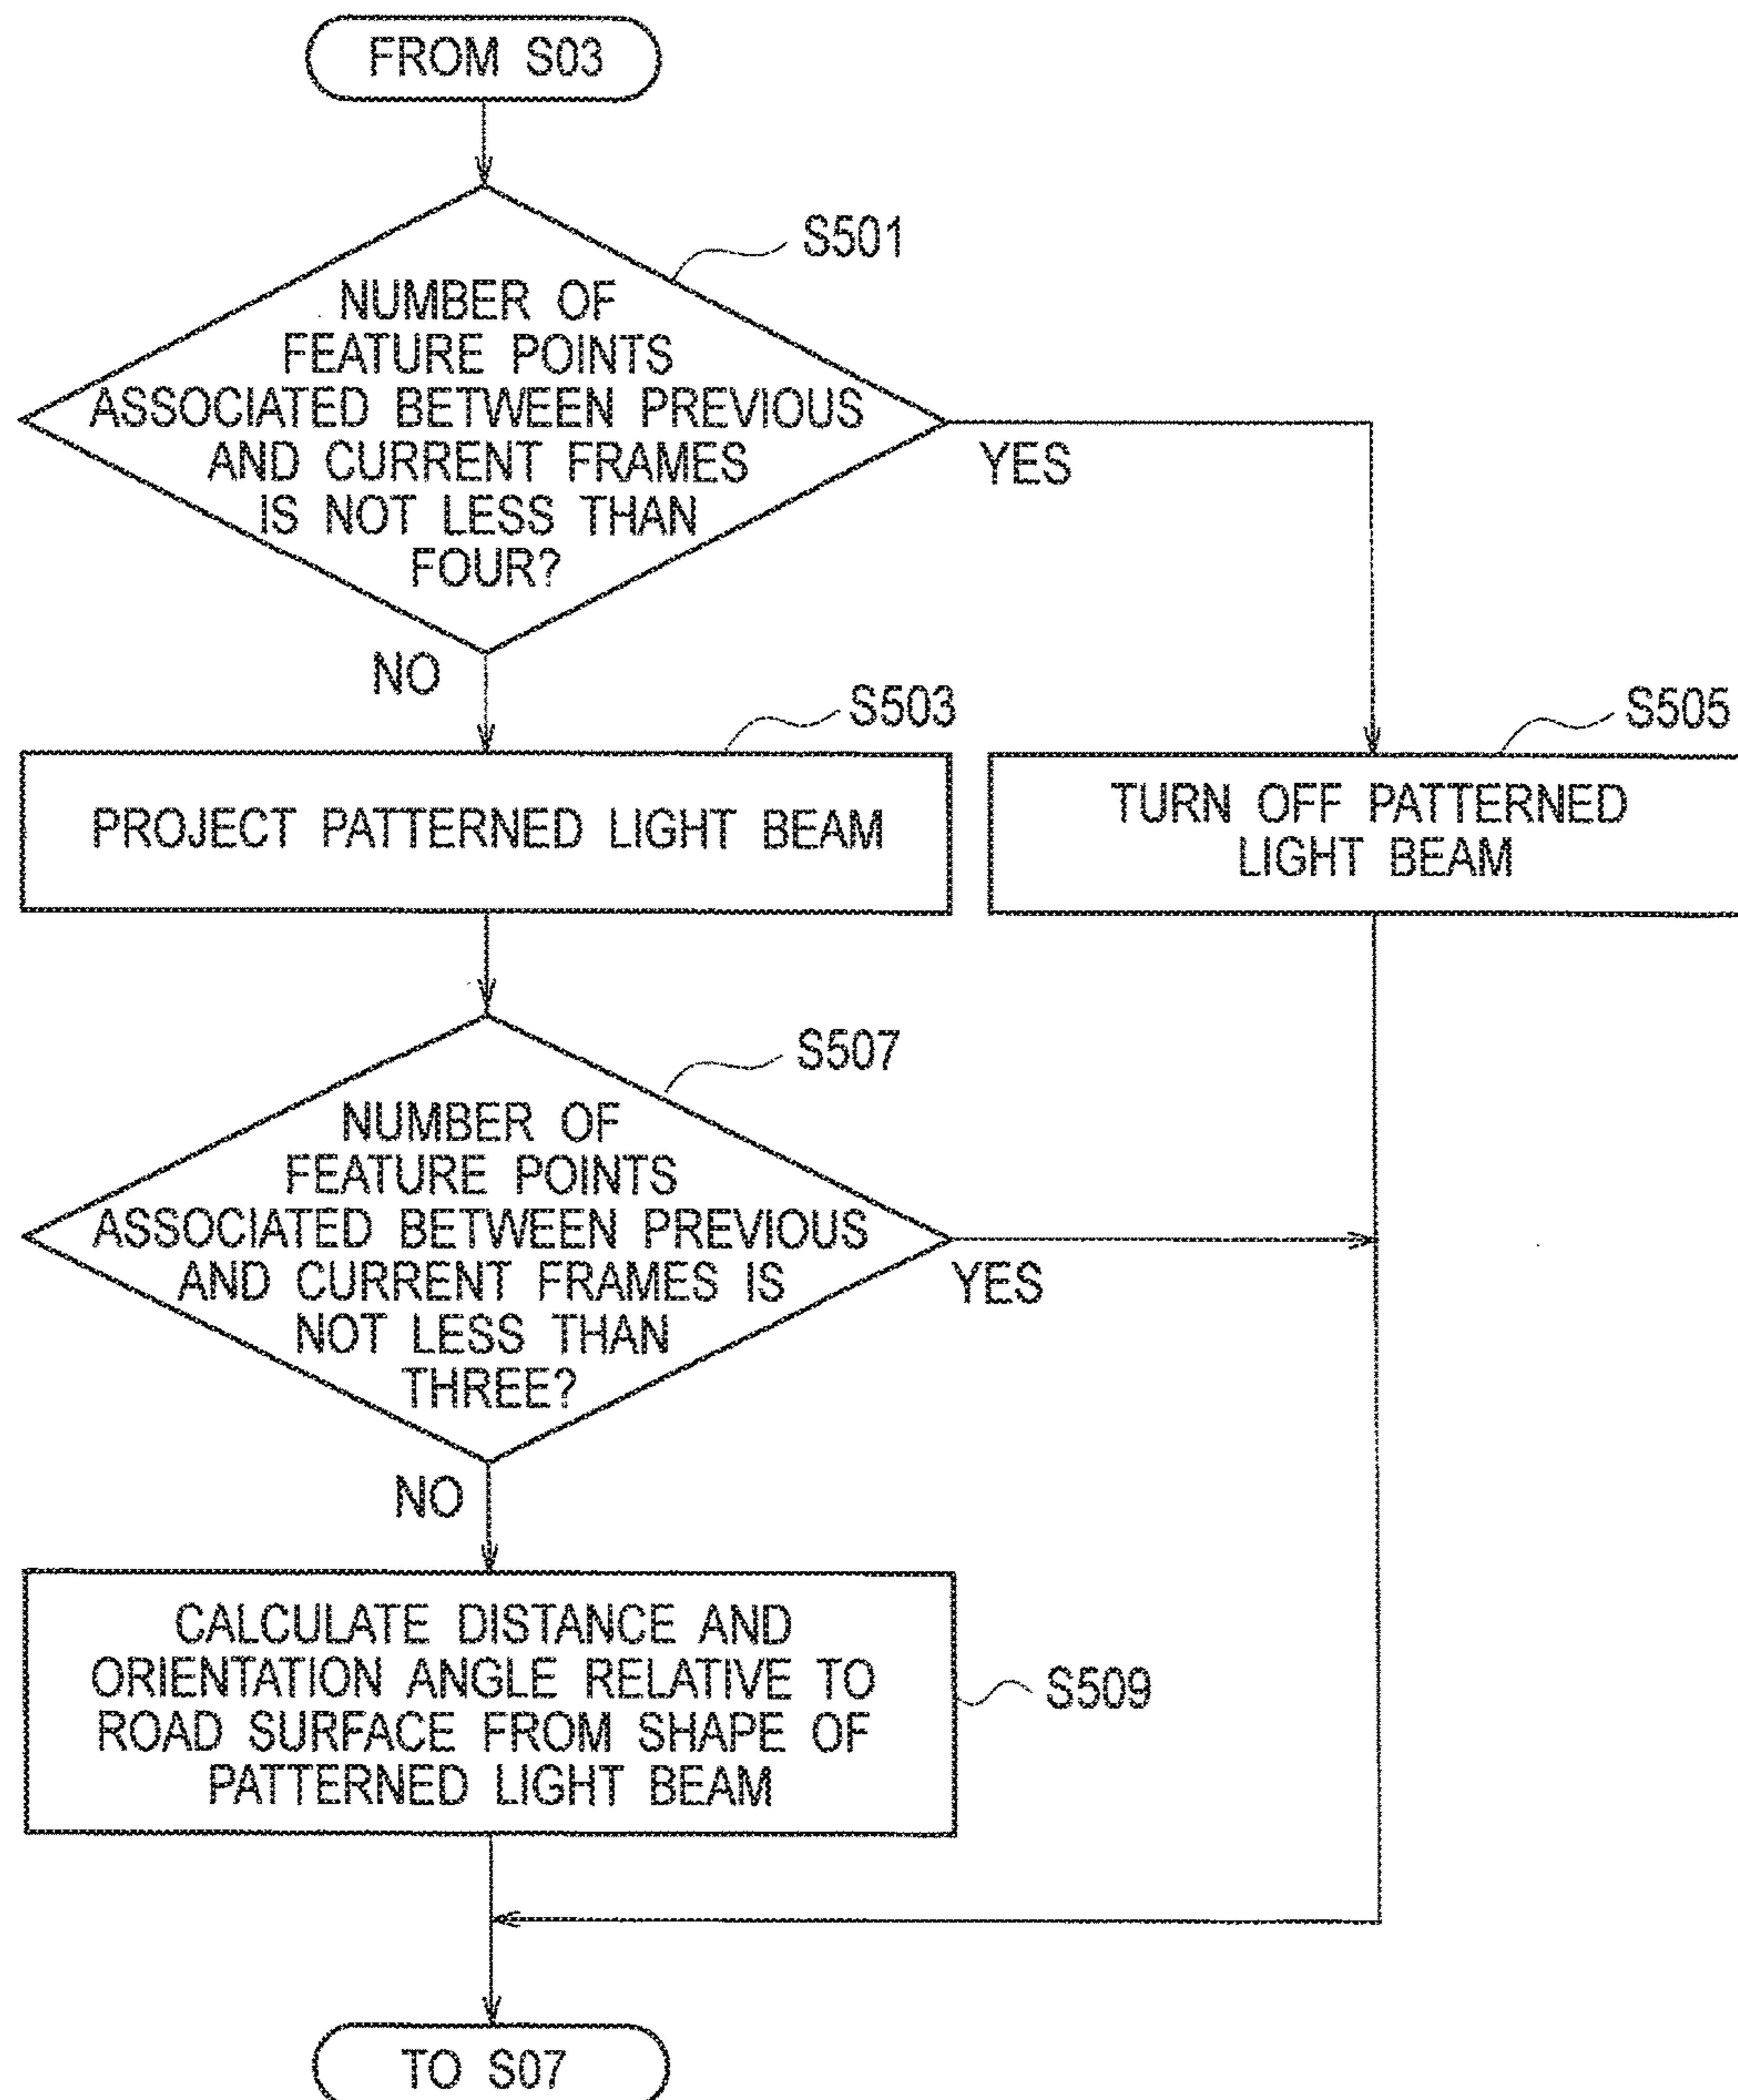 FROM S03
S501
NUMBER OF
FEATURE POINTS
ASSOCIATED BETWEEN PREVIOUS
AND CURRENT FRAMES
IS NOT LESS THAN
FOUR?
YES
NO
S503
S505
PROJECT PATTERNED LIGHT BEAM
TURN OFF PATTERNED
LIGHT BEAM
S507
NUMBER OF
FEATURE POINTS
ASSOCIATED BETWEEN PREVIOUS
AND CURRENT FRAMES IS
NOT LESS THAN
THREE?
YES
NO
CALCULATE DISTANCE AND
ORIENTATION ANGLE RELATIVE TO
ROAD SURFACE FROM SHAPE OF
PATTERNED LIGHT BEAM
S509
TO S07